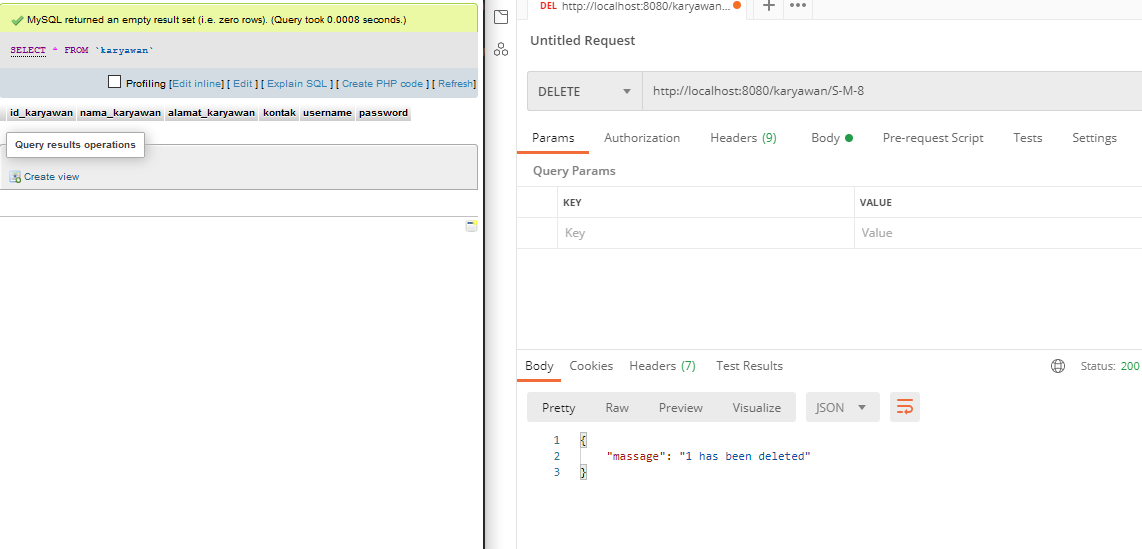 MySQL returned an empty result set (i.e. zero rows). (Query took 0.0008 seconds.)
SELECT * FROM `karyawan`
Profiling [Edit inline] [ Edit ] [ Explain SQL ] [ Create PHP code ] [ Refresh]
id_karyawan nama_karyawan alamat_karyawan kontak username password
Query results operations
Create view
DEL http://localhost:8080/karyawan... + •••
Untitled Request
DELETE http://localhost:8080/karyawan/S-M-8
Params Authorization Headers (9) Body Pre-request Script Tests Settings
Query Params
KEY VALUE
Key Value
Body Cookies Headers (7) Test Results Status: 200
Pretty Raw Preview Visualize JSON
1 {
2 "massage": "1 has been deleted"
3 }